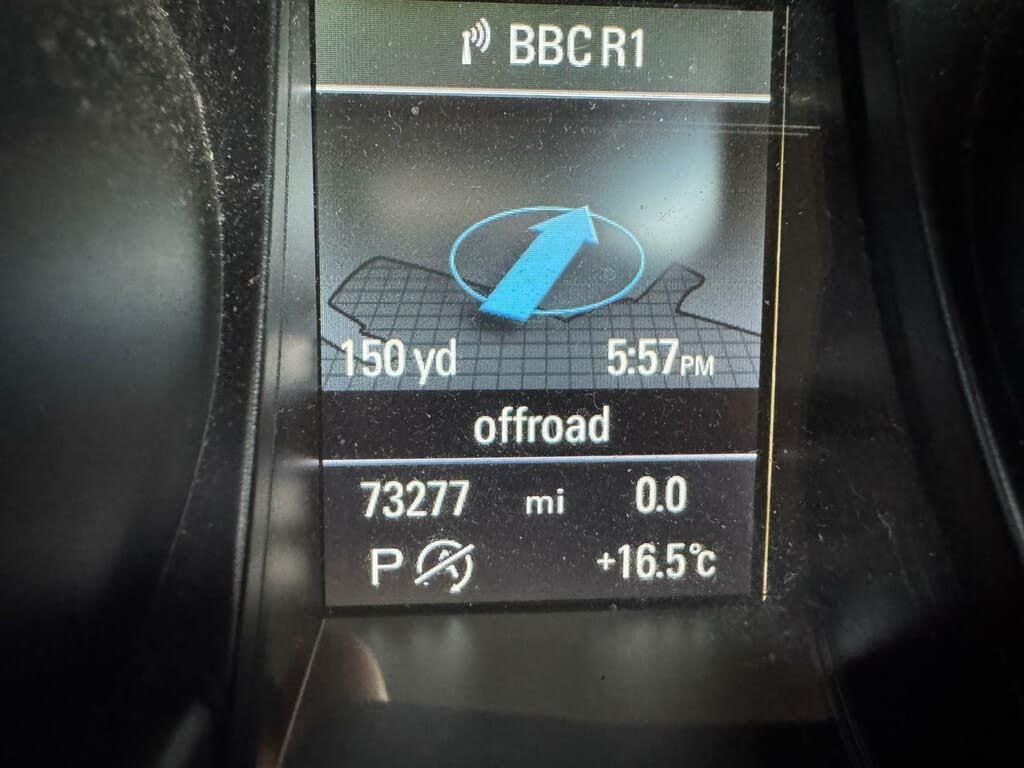 BBC R1
150 yd 5:57PM
offroad
73277 mi 0.0
P A +16.5°C